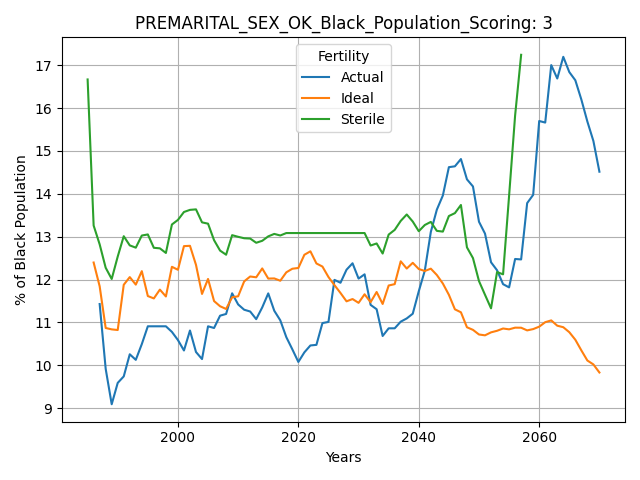 PREMARITAL_SEX_OK_Black_Population_Scoring: 3
Fertility
Actual
Ideal
Sterile
% of Black Population
17
16
15
14
13
12
11
10
9
2000 2020 2040 2060
Years